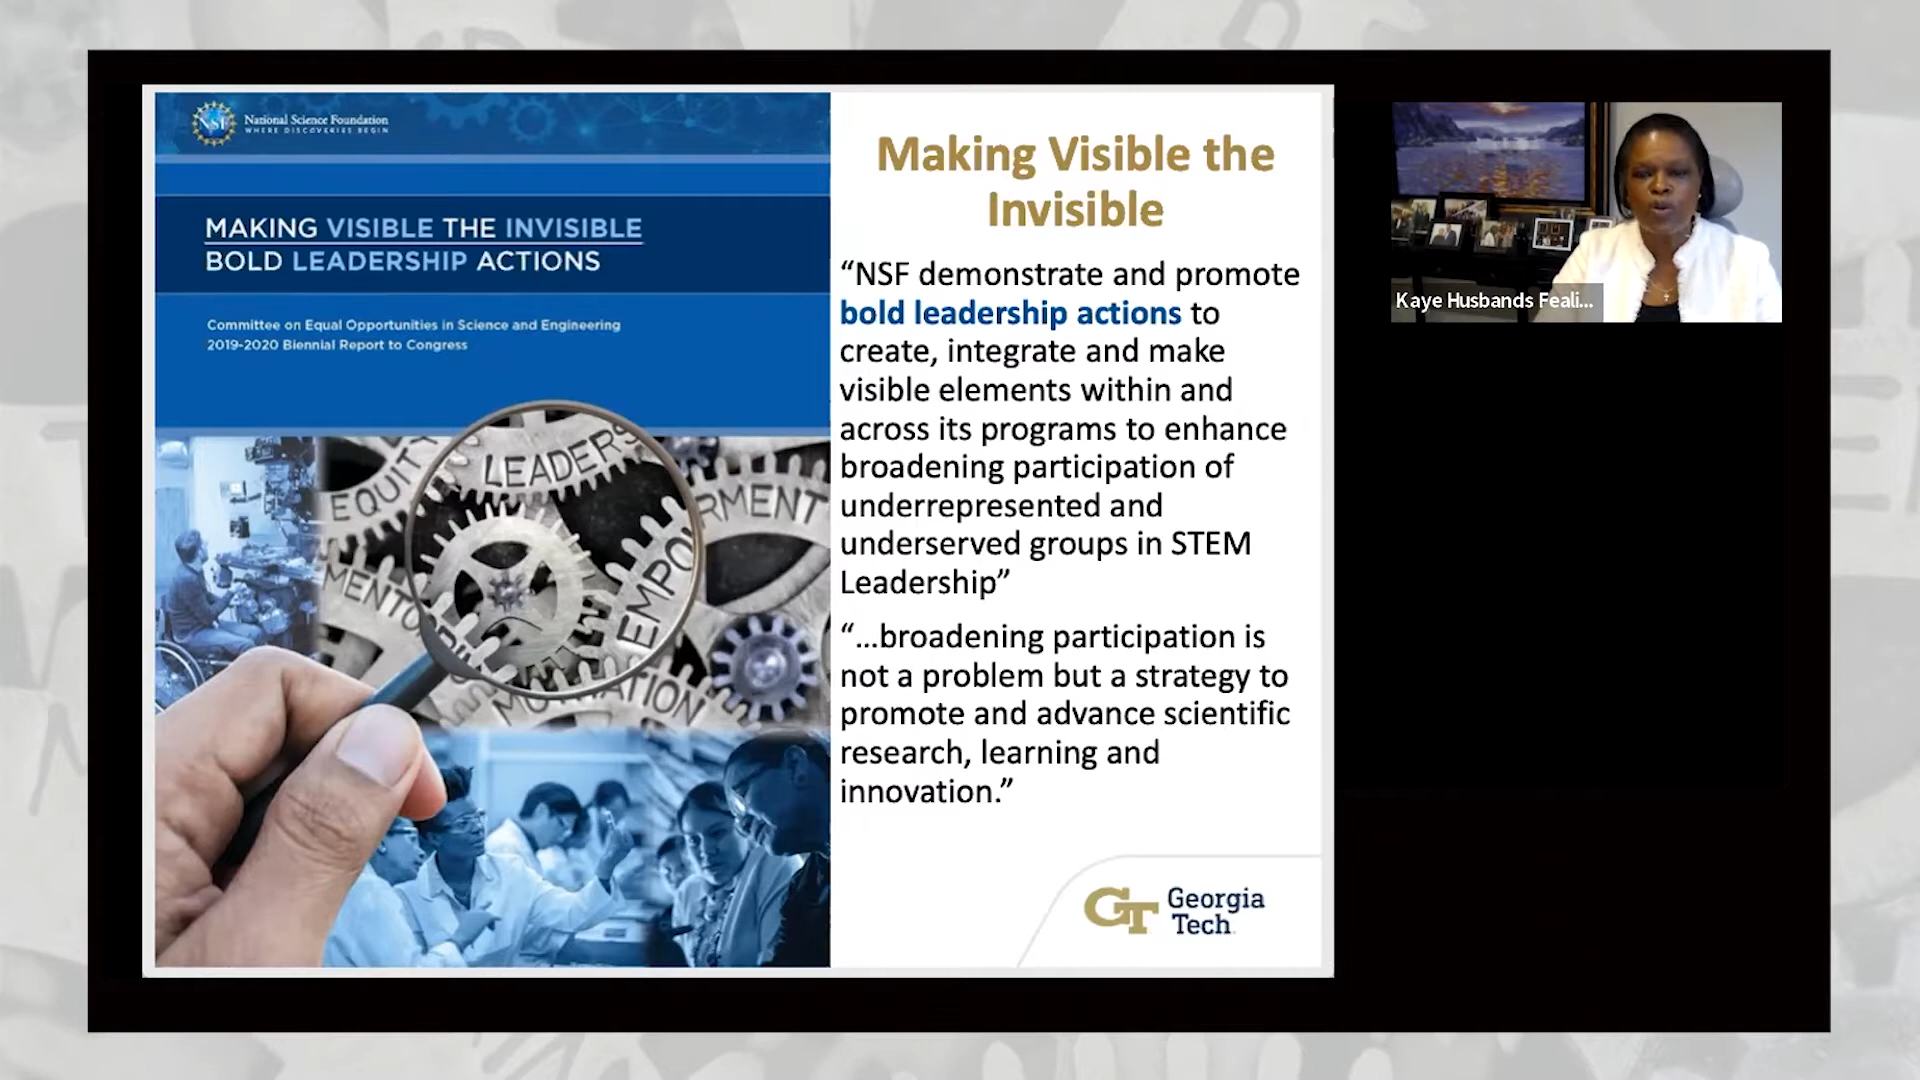 National Science Foundation
WHERE DISCOVERIES BEGIN
MAKING VISIBLE THE INVISIBLE
BOLD LEADERSHIP ACTIONS
Committee on Equal Opportunities in Science and Engineering
2019-2020 Biennial Report to Congress
EQUIT
LEADERS
RMENT
EMPO
MENTO
ATION
Making Visible the
Invisible
“NSF demonstrate and promote
bold leadership actions to
create, integrate and make
visible elements within and
across its programs to enhance
broadening participation of
underrepresented and
underserved groups in STEM
Leadership”
“...broadening participation is
not a problem but a strategy to
promote and advance scientific
research, learning and
innovation.”
GT Georgia
Tech
Kaye Husbands Feali...